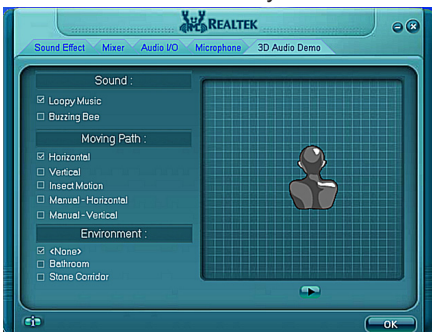 REALTEK
Sound Effect Mixer Audio I/O Microphone 3D Audio Demo
Sound :
Loopy Music
Buzzing Bee
Moving Path :
Horizontal
Vertical
Insect Motion
Manual - Horizontal
Manual - Vertical
Environment :
<None>
Bathroom
Stone Corridor
i
OK